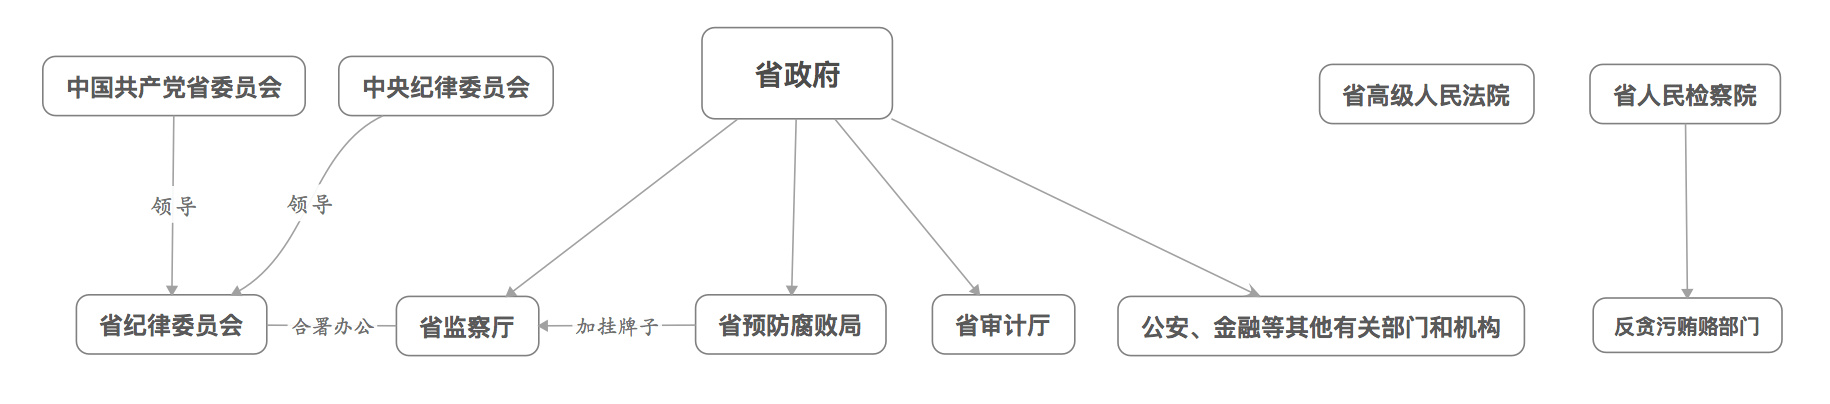 中国共产党省委员会
中央纪律委员会
省政府
省高级人民法院
省人民检察院
领导
领导
省纪律委员会
合署办公
省监察厅
加挂牌子
省预防腐败局
省审计厅
公安、金融等其他有关部门和机构
反贪污贿赂部门